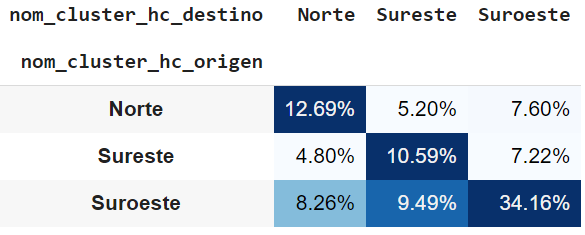 nom_cluster_hc_destino Norte Sureste Suroeste
nom_cluster_hc_origen
Norte 12.69% 5.20% 7.60%
Sureste 4.80% 10.59% 7.22%
Suroeste 8.26% 9.49% 34.16%